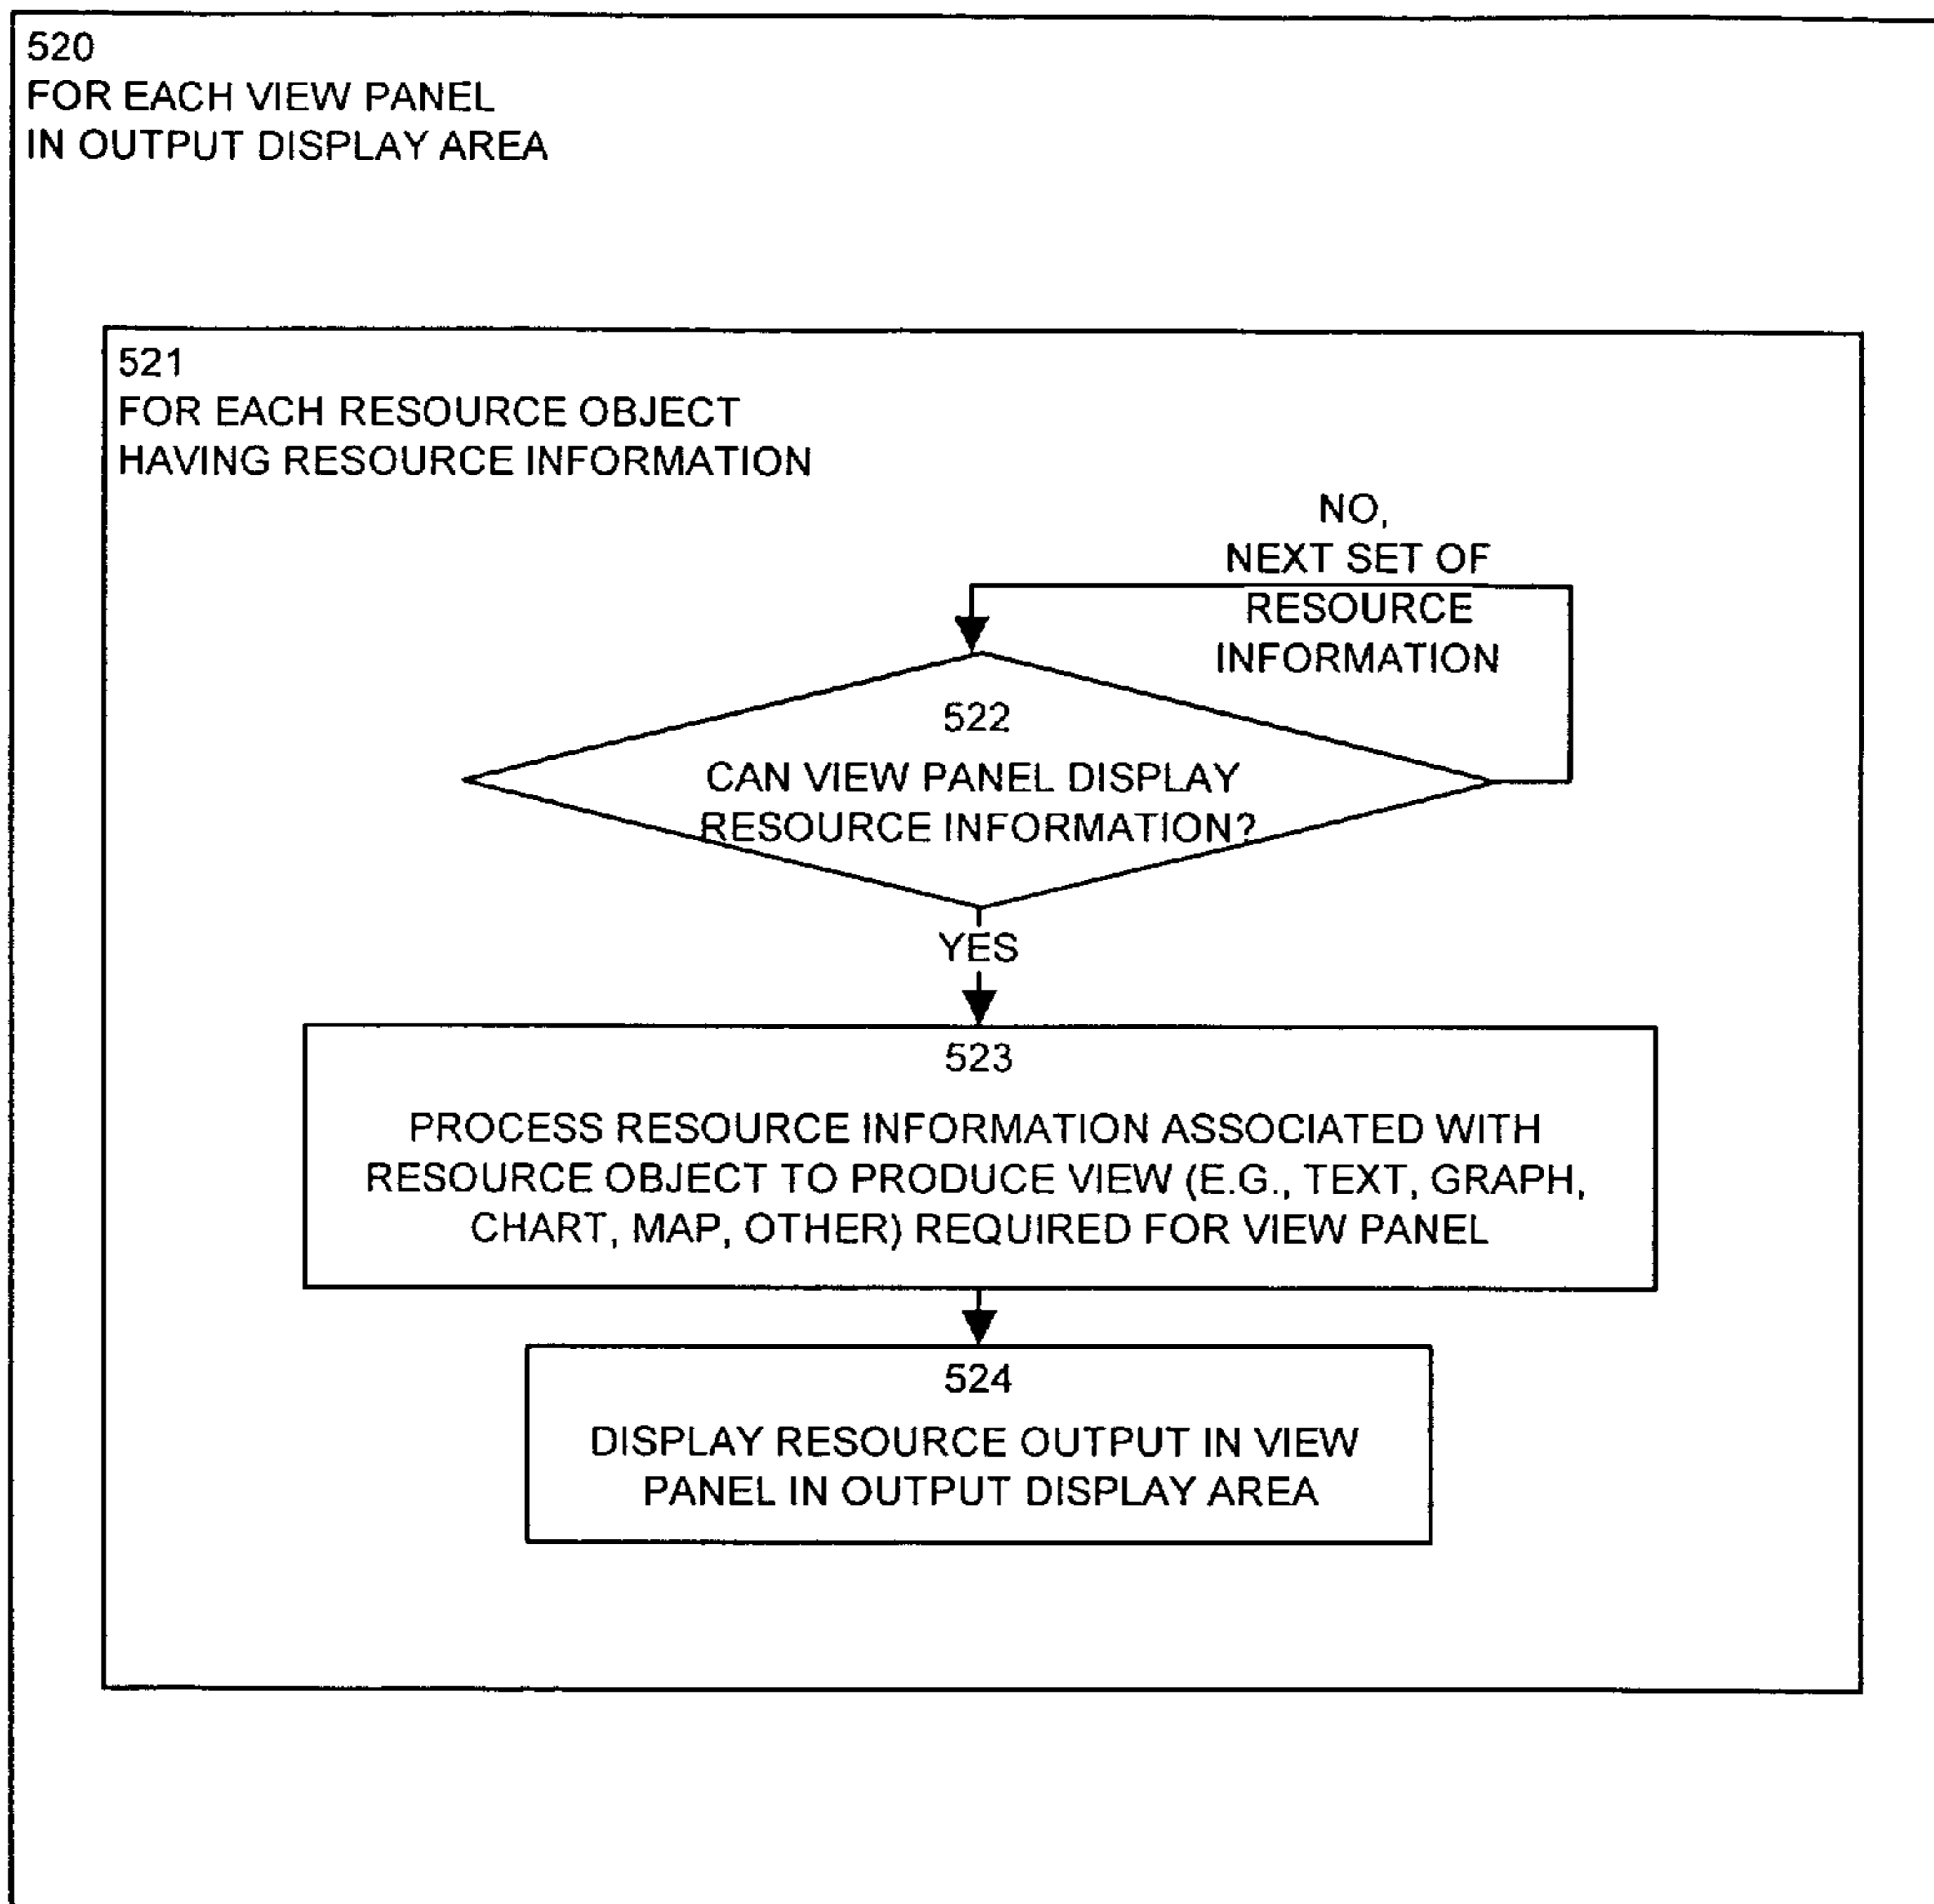 520
FOR EACH VIEW PANEL
IN OUTPUT DISPLAY AREA
521
FOR EACH RESOURCE OBJECT
HAVING RESOURCE INFORMATION
NO,
NEXT SET OF
RESOURCE
INFORMATION
522
CAN VIEW PANEL DISPLAY
RESOURCE INFORMATION?
YES
523
PROCESS RESOURCE INFORMATION ASSOCIATED WITH
RESOURCE OBJECT TO PRODUCE VIEW (E.G., TEXT, GRAPH,
CHART, MAP, OTHER) REQUIRED FOR VIEW PANEL
524
DISPLAY RESOURCE OUTPUT IN VIEW
PANEL IN OUTPUT DISPLAY AREA